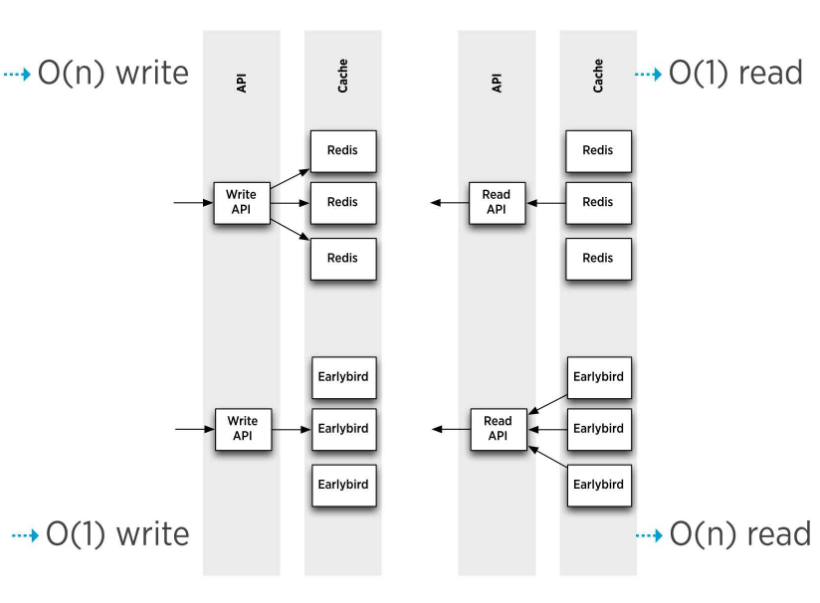 O(n) write
API
Cache
API
Cache
O(1) read
Redis
Redis
Write
API
Redis
Read
API
Redis
Redis
Redis
Earlybird
Earlybird
Write
API
Earlybird
Read
API
Earlybird
Earlybird
Earlybird
O(1) write
O(n) read